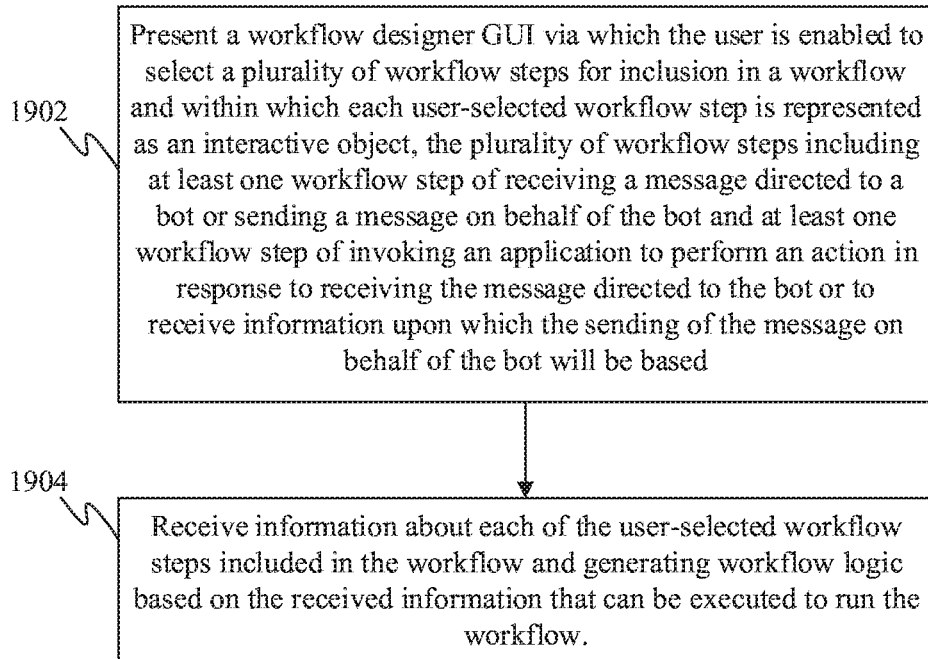 Present a workflow designer GUI via which the user is enabled to
select a plurality of workflow steps for inclusion in a workflow
1902
and within which each user-selected workflow step is represented
as an interactive object, the plurality of workflow steps including
at least one workflow step of receiving a message directed to a
bot or sending a message on behalf of the bot and at least one
workflow step of invoking an application to perform an action in
response to receiving the message directed to the bot or to
receive information upon which the sending of the message on
behalf of the bot will be based
1904
Receive information about each of the user-selected workflow
steps included in the workflow and generating workflow logic
based on the received information that can be executed to run the
workflow.